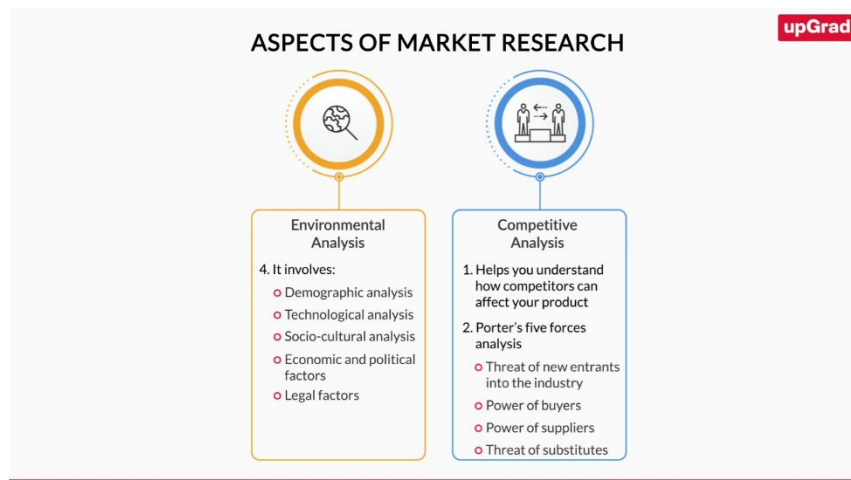 upGrad
ASPECTS OF MARKET RESEARCH
Environmental
Analysis
4. It involves:
Demographic analysis
Technological analysis
Socio-cultural analysis
Economic and political
factors
Legal factors
Competitive
Analysis
1. Helps you understand
how competitors can
affect your product
2. Porter's five forces
analysis
Threat of new entrants
into the industry
Power of buyers
Power of suppliers
Threat of substitutes